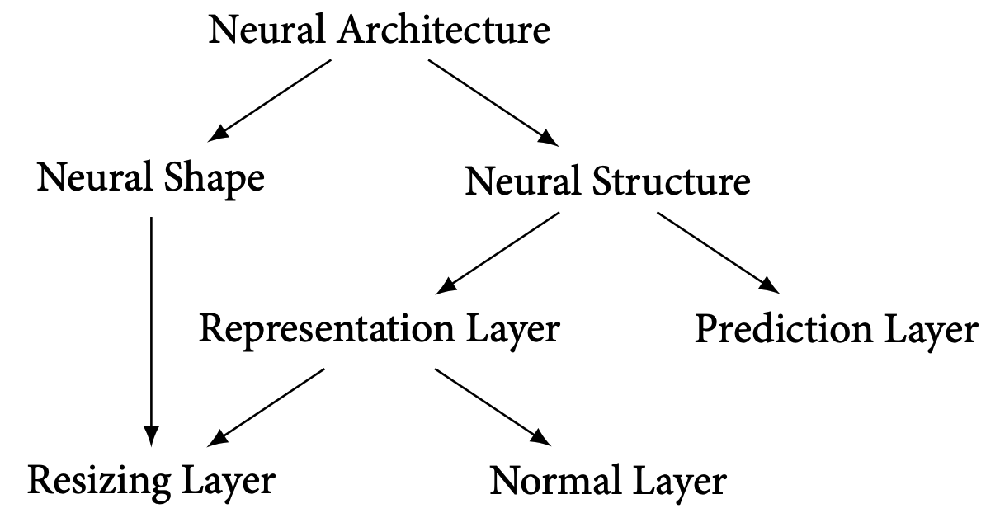 Neural Architecture
Neural Shape
Neural Structure
Representation Layer
Prediction Layer
Resizing Layer
Normal Layer